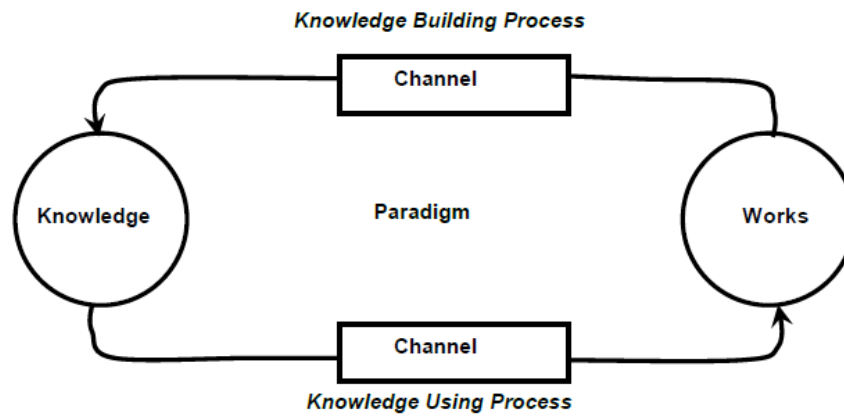 Knowledge Building Process
Channel
Knowledge
Paradigm
Works
Channel
Knowledge Using Process